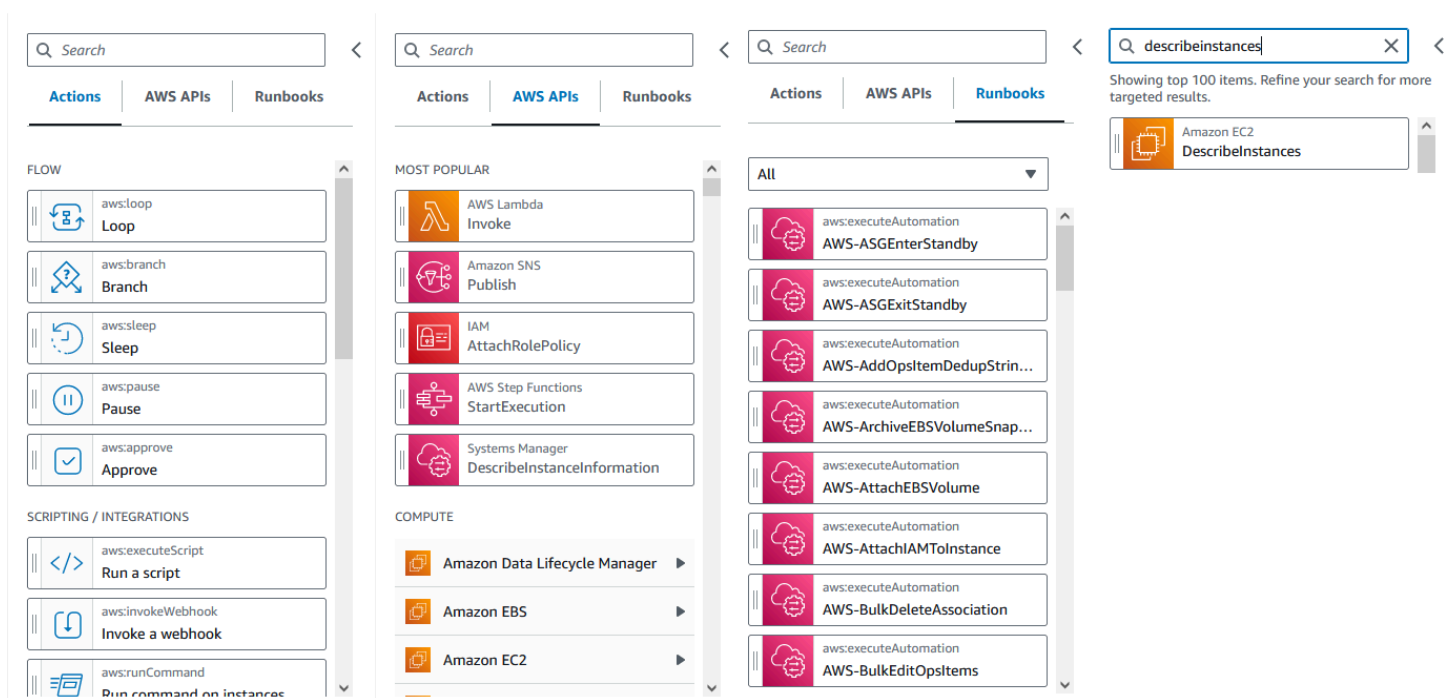 Search
Actions
AWS APIs
Runbooks
FLOW
aws:loop
Loop
aws:branch
Branch
aws:sleep
Sleep
aws:pause
Pause
aws:approve
Approve
SCRIPTING / INTEGRATIONS
aws:executeScript
Run a script
aws:invokeWebhook
Invoke a webhook
aws:runCommand
Run command on instances
Search
Actions
AWS APIs
Runbooks
MOST POPULAR
AWS Lambda
Invoke
Amazon SNS
Publish
IAM
AttachRolePolicy
AWS Step Functions
StartExecution
Systems Manager
DescribeInstanceInformation
COMPUTE
Amazon Data Lifecycle Manager
Amazon EBS
Amazon EC2
Search
Actions
AWS APIs
Runbooks
All
aws:executeAutomation
AWS-ASGEnterStandby
aws:executeAutomation
AWS-ASGExitStandby
aws:executeAutomation
AWS-AddOpsItemDedupStrin...
aws:executeAutomation
AWS-ArchiveEBSVolumeSnap...
aws:executeAutomation
AWS-AttachEBSVolume
aws:executeAutomation
AWS-AttachIAMToInstance
aws:executeAutomation
AWS-BulkDeleteAssociation
aws:executeAutomation
AWS-BulkEditOpsItems
describeinstances
Showing top 100 items. Refine your search for more
targeted results.
Amazon EC2
DescribeInstances